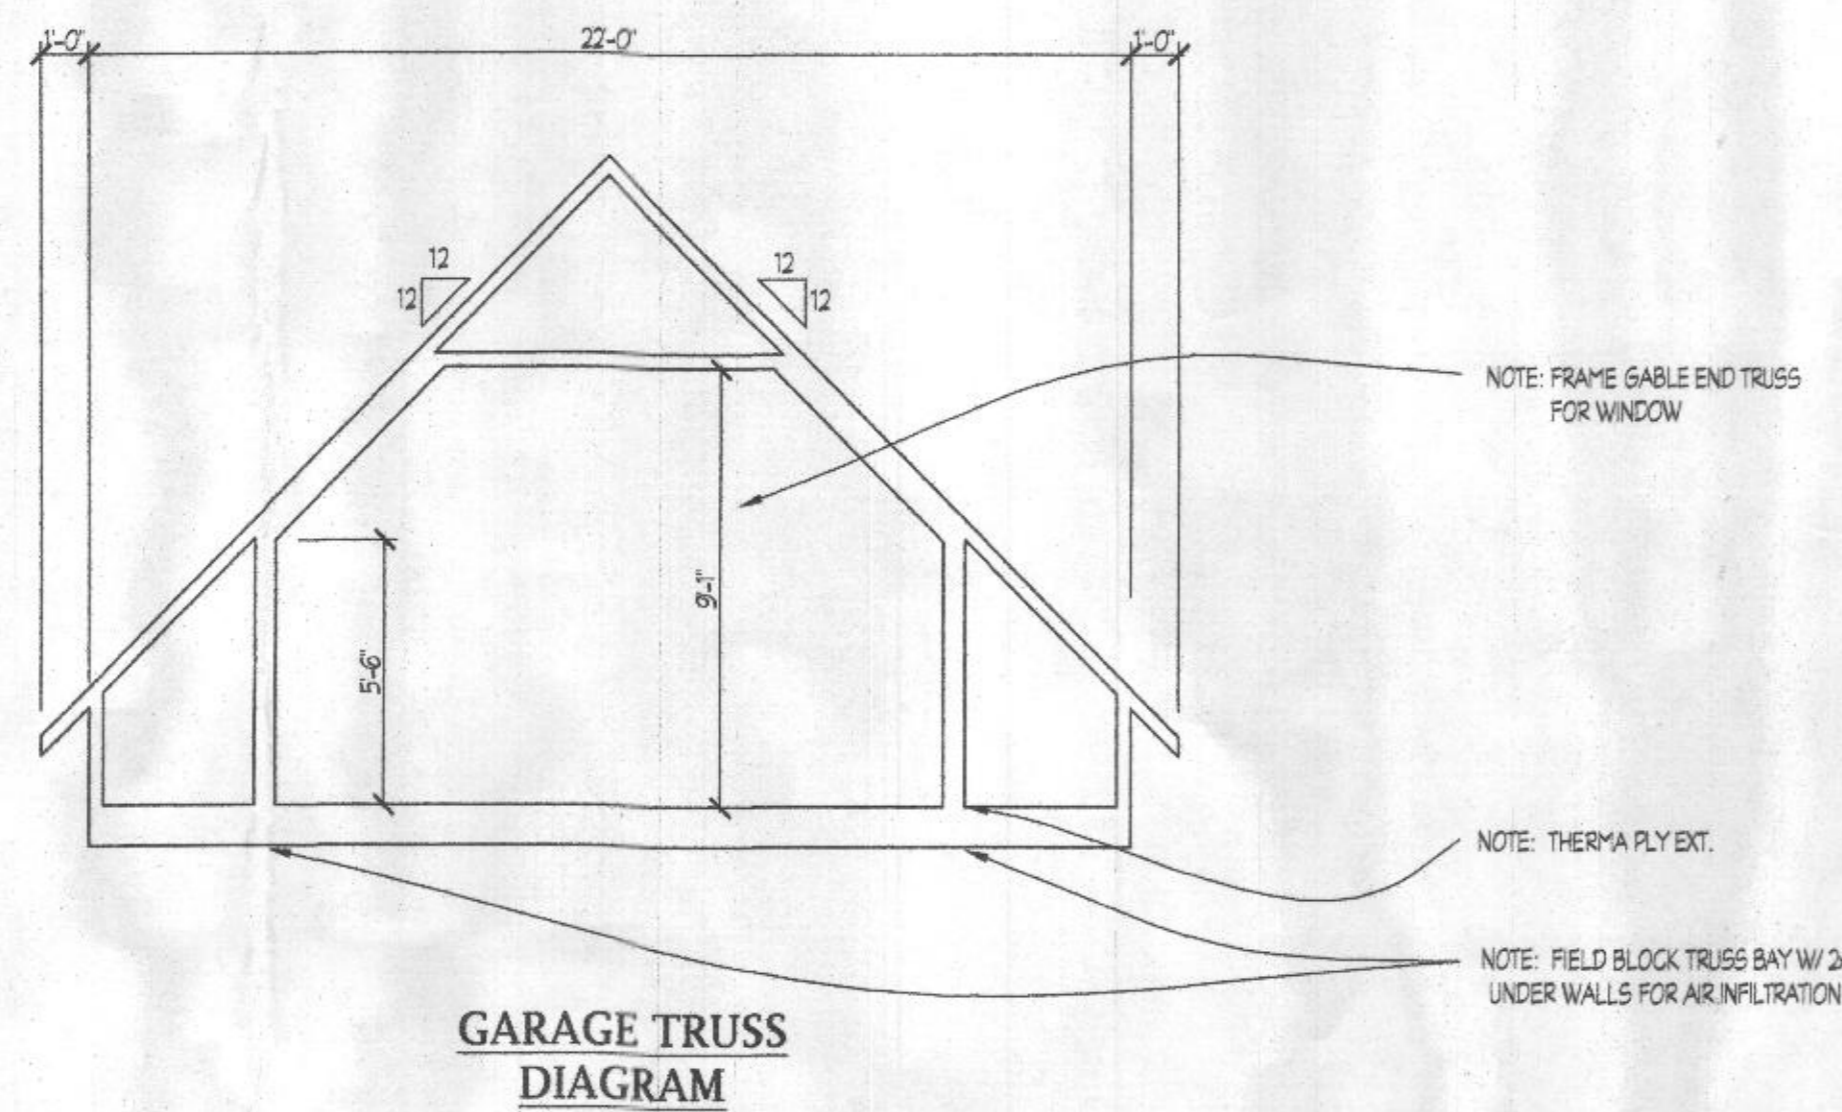 1'-0"
22'-0"
1'-0"
12
12
12
12
NOTE: FRAME GABLE END TRUSS
FOR WINDOW
9'-1"
5'-6"
NOTE: THERMA PLY EXT.
NOTE: FIELD BLOCK TRUSS BAY W/
UNDER WALLS FOR AIR INFILTRATION
GARAGE TRUSS
DIAGRAM